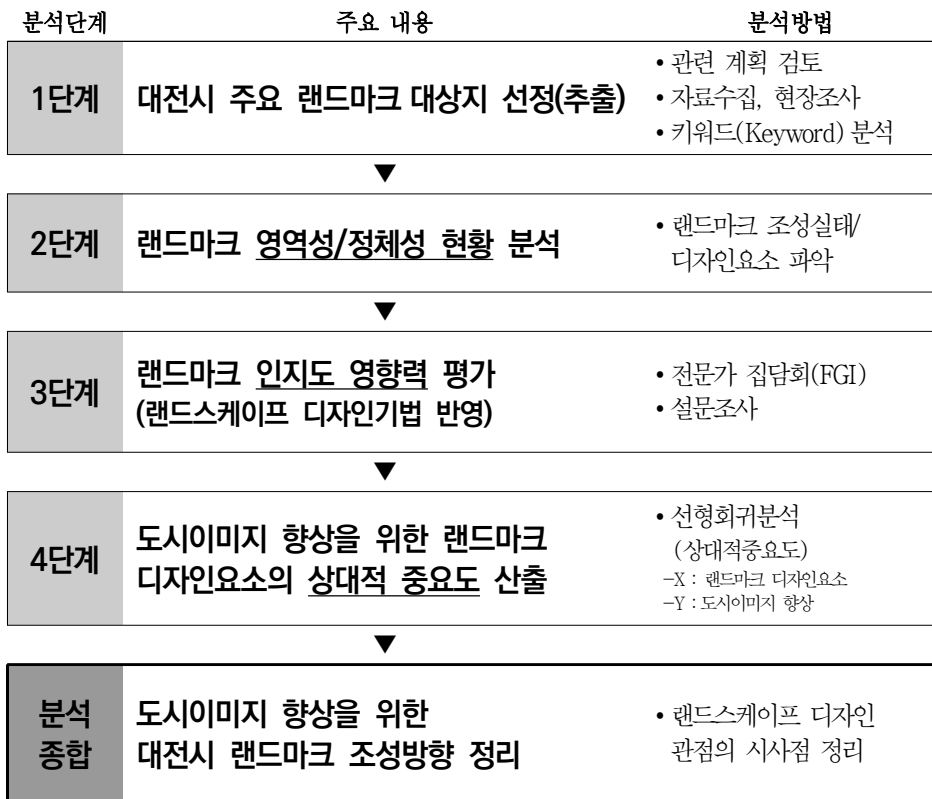 분석단계 주요 내용 분석방법
1단계 대전시 주요 랜드마크 대상지 선정(추출)
• 관련 계획 검토
• 자료수집, 현장조사
• 키워드(Keyword) 분석
▼
2단계 랜드마크 영역성/정체성 현황 분석
• 랜드마크 조성실태/
디자인요소 파악
▼
3단계
랜드마크 인지도 영향력 평가
(랜드스케이프 디자인기법 반영)
• 전문가 집담회(FGI)
• 설문조사
▼
4단계
도시이미지 향상을 위한 랜드마크
디자인요소의 상대적 중요도 산출
• 선형회귀분석
(상대적중요도)
-X : 랜드마크 디자인요소
-Y : 도시이미지 향상
▼
분석
종합
도시이미지 향상을 위한
대전시 랜드마크 조성방향 정리
• 랜드스케이프 디자인
관점의 시사점 정리